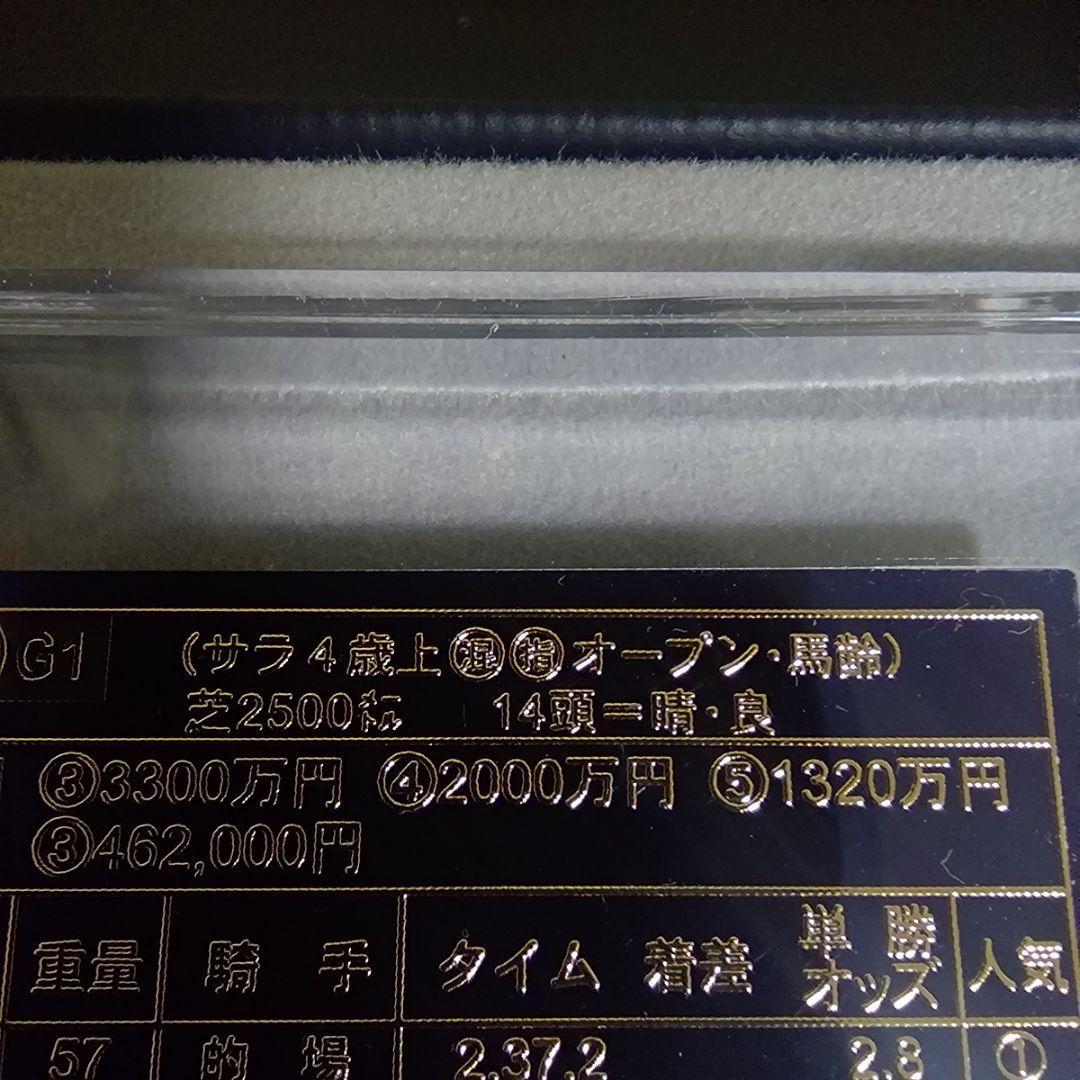 G1 (サラ4歳上㊷㊷オープン・馬齢)
芝2500㍍ 14頭=晴・良
③3300万円 ④2000万円 ⑤1320万円
③462,000円
重量 騎手 タイム 着差 単勝オッズ 人気
57 的場 2.37.2 2.8 ①